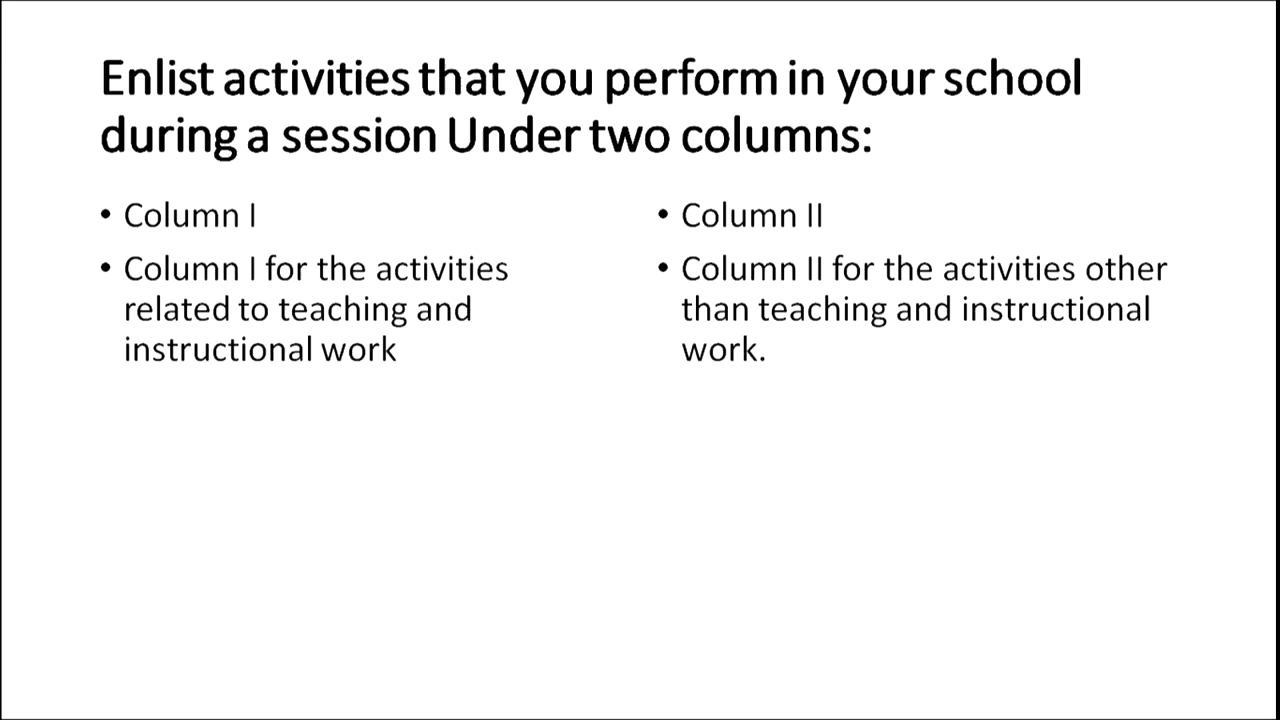 Enlist activities that you perform in your school
during a session Under two columns:
• Column I
• Column I for the activities
related to teaching and
instructional work
• Column II
• Column II for the activities other
than teaching and instructional
work.